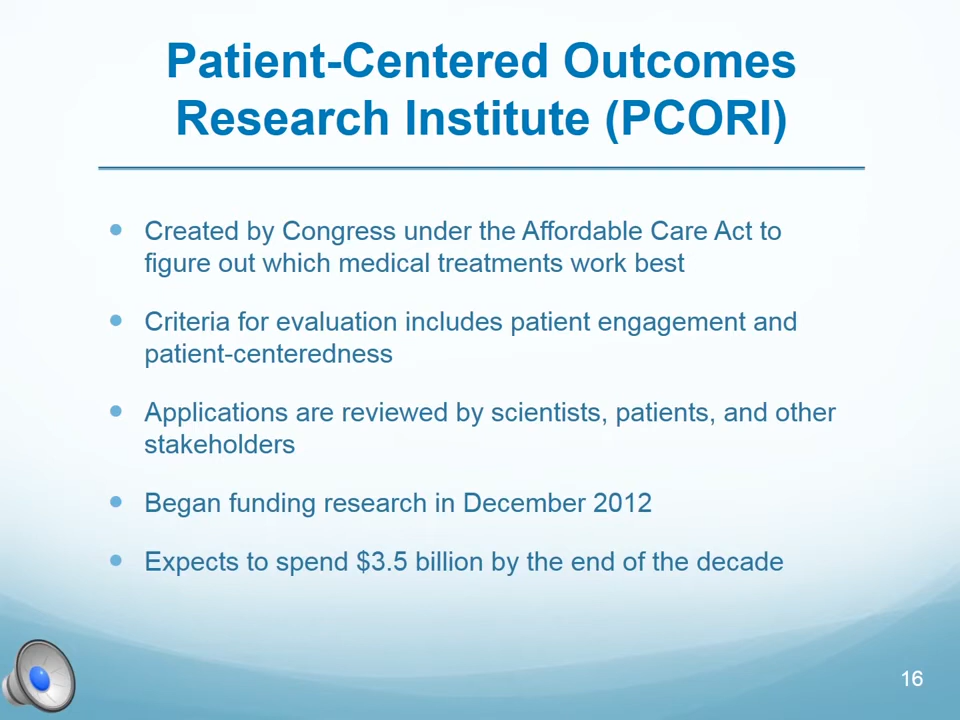 Patient-Centered Outcomes
Research Institute (PCORI)
Created by Congress under the Affordable Care Act to
figure out which medical treatments work best
Criteria for evaluation includes patient engagement and
patient-centeredness
Applications are reviewed by scientists, patients, and other
stakeholders
Began funding research in December 2012
Expects to spend $3.5 billion by the end of the decade
16